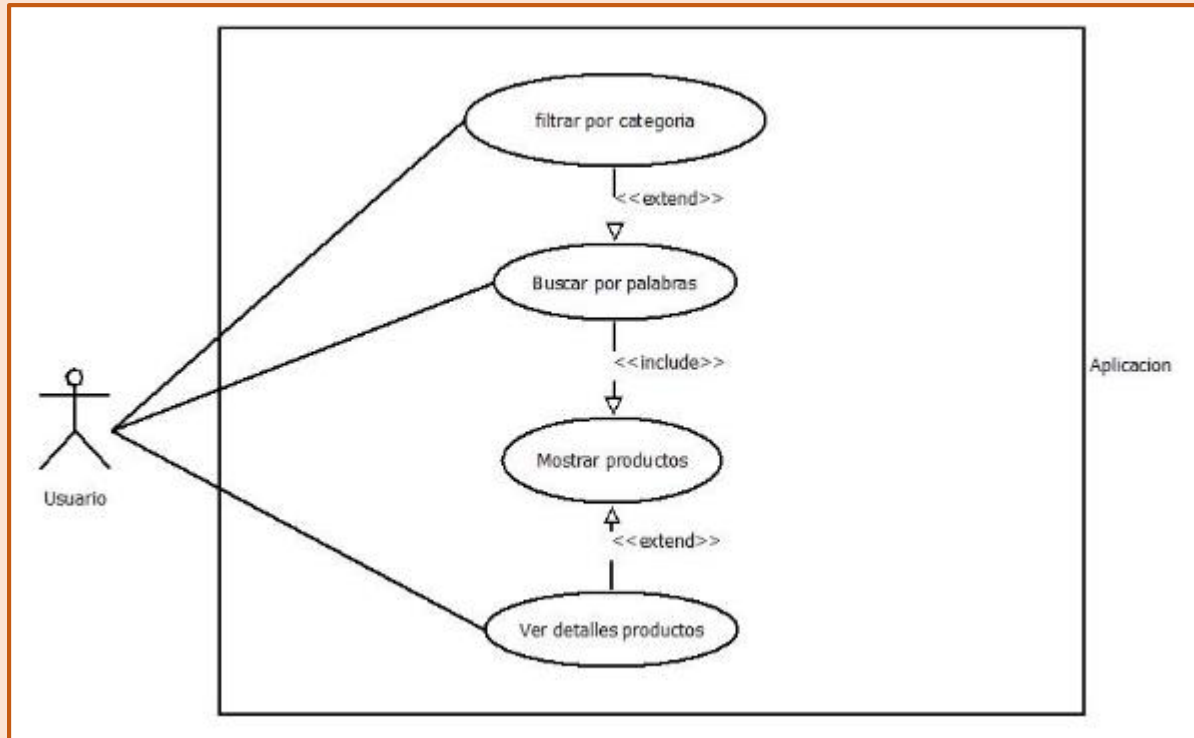 filtrar por categoria
<<extend>>
Buscar por palabras
<<include>>
Aplicacion
Mostrar productos
Usuario
<<extend>>
Ver detalles productos